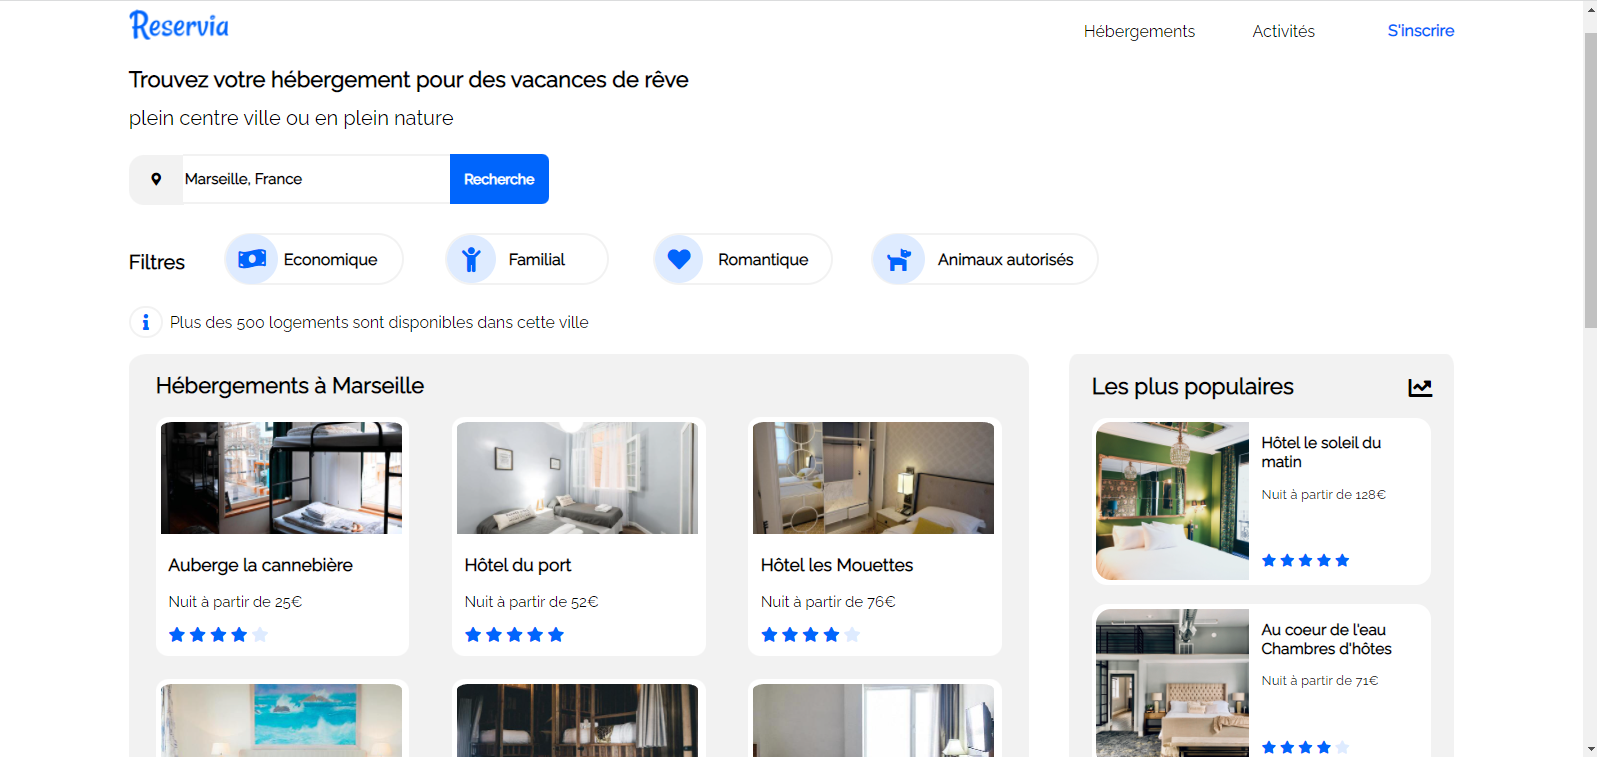 Reservia
Hébergements
Activités
S'inscrire
Trouvez votre hébergement pour des vacances de rêve
plein centre ville ou en plein nature
Marseille, France
Recherche
Filtres
Economique
Familial
Romantique
Animaux autorisés
Plus des 500 logements sont disponibles dans cette ville
Hébergements à Marseille
Auberge la cannebière
Nuit à partir de 25€
Hôtel du port
Nuit à partir de 52€
Hôtel les Mouettes
Nuit à partir de 76€
Les plus populaires
Hôtel le soleil du
matin
Nuit à partir de 128€
Au coeur de l'eau
Chambres d'hôtes
Nuit à partir de 71€